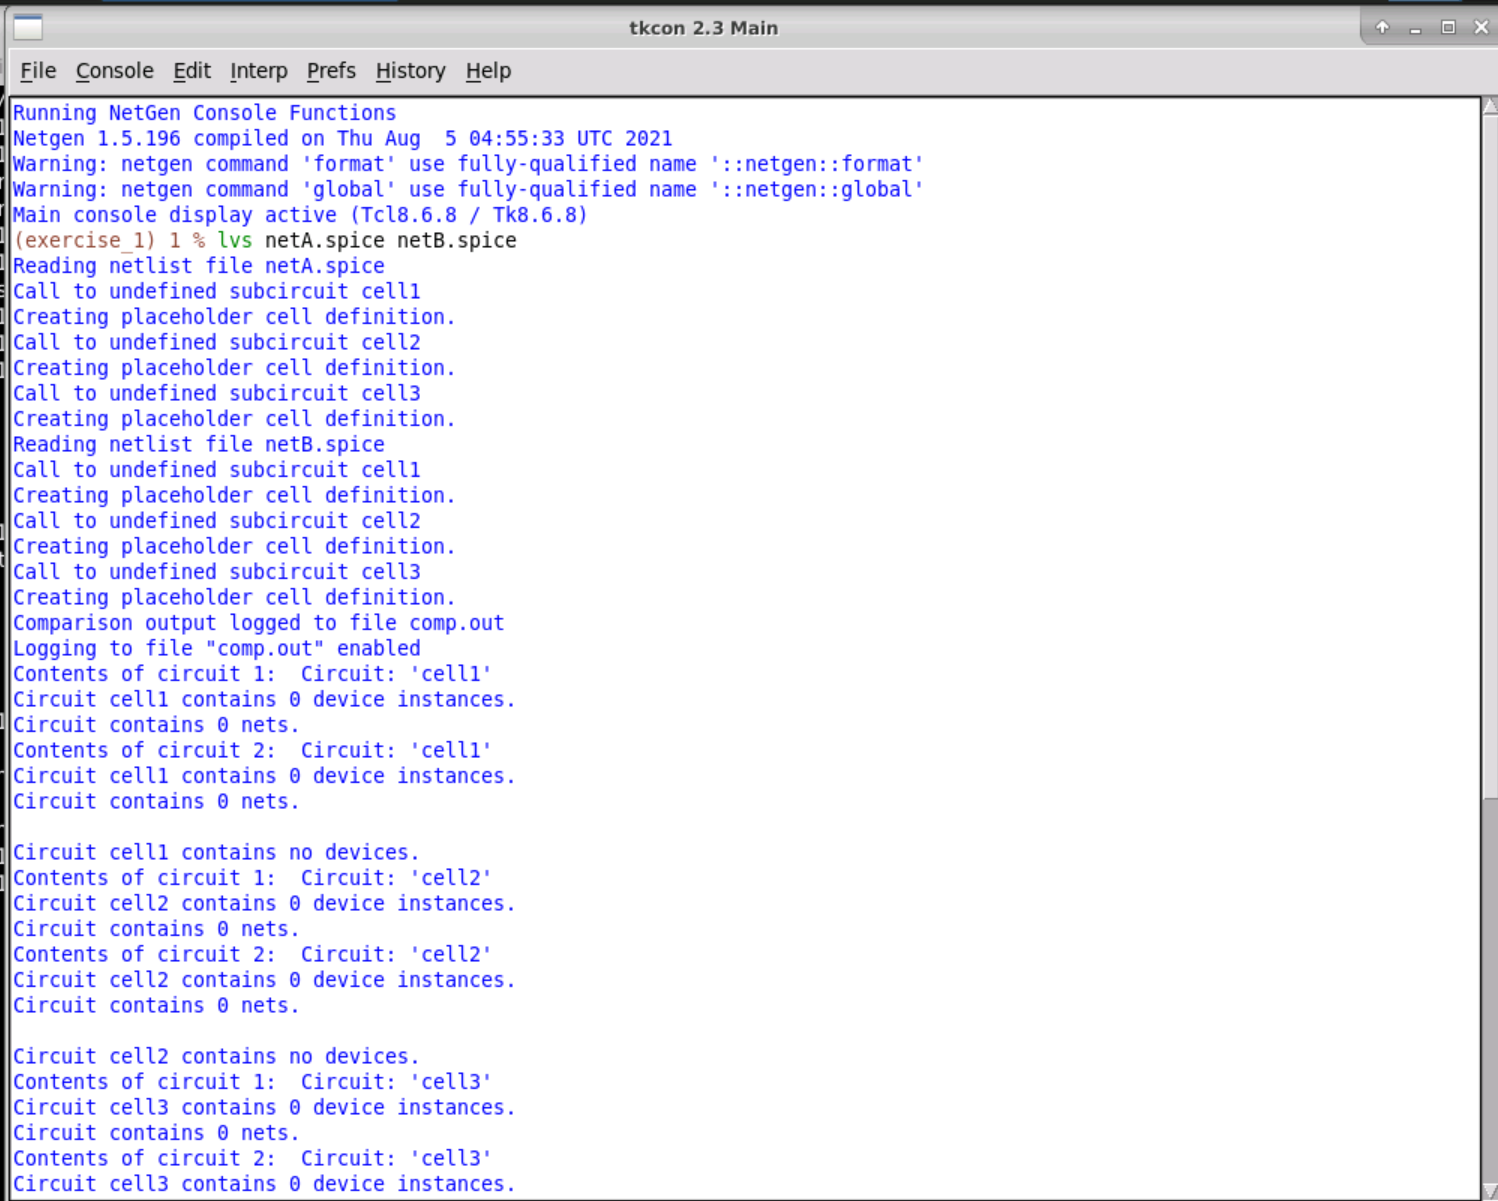 tkcon 2.3 Main
File Console Edit Interp Prefs History Help
Running NetGen Console Functions
Netgen 1.5.196 compiled on Thu Aug  5 04:55:33 UTC 2021
Warning: netgen command 'format' use fully-qualified name '::netgen::format'
Warning: netgen command 'global' use fully-qualified name '::netgen::global'
Main console display active (Tcl8.6.8 / Tk8.6.8)
(exercise_1) 1 % lvs netA.spice netB.spice
Reading netlist file netA.spice
Call to undefined subcircuit cell1
Creating placeholder cell definition.
Call to undefined subcircuit cell2
Creating placeholder cell definition.
Call to undefined subcircuit cell3
Creating placeholder cell definition.
Reading netlist file netB.spice
Call to undefined subcircuit cell1
Creating placeholder cell definition.
Call to undefined subcircuit cell2
Creating placeholder cell definition.
Call to undefined subcircuit cell3
Creating placeholder cell definition.
Comparison output logged to file comp.out
Logging to file "comp.out" enabled
Contents of circuit 1:  Circuit: 'cell1'
Circuit cell1 contains 0 device instances.
Circuit contains 0 nets.
Contents of circuit 2:  Circuit: 'cell1'
Circuit cell1 contains 0 device instances.
Circuit contains 0 nets.
Circuit cell1 contains no devices.
Contents of circuit 1:  Circuit: 'cell2'
Circuit cell2 contains 0 device instances.
Circuit contains 0 nets.
Contents of circuit 2:  Circuit: 'cell2'
Circuit cell2 contains 0 device instances.
Circuit contains 0 nets.
Circuit cell2 contains no devices.
Contents of circuit 1:  Circuit: 'cell3'
Circuit cell3 contains 0 device instances.
Circuit contains 0 nets.
Contents of circuit 2:  Circuit: 'cell3'
Circuit cell3 contains 0 device instances.